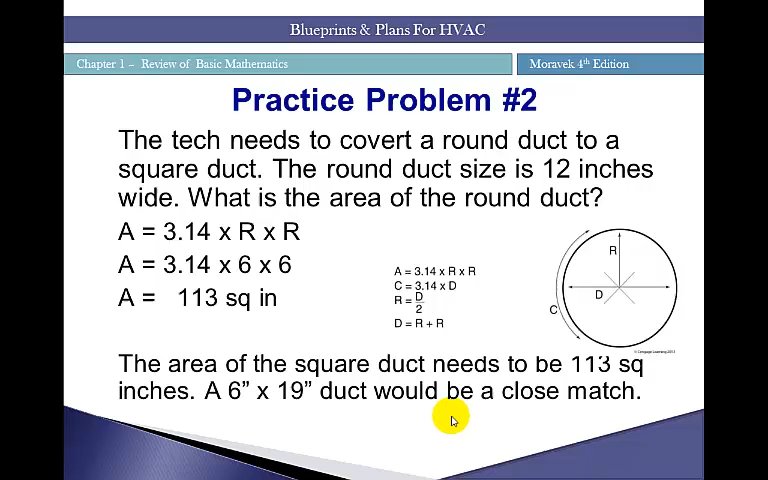 Blueprints & Plans For HVAC
Chapter 1 – Review of Basic Mathematics
Moravek 4th Edition
Practice Problem #2
The tech needs to covert a round duct to a
square duct. The round duct size is 12 inches
wide. What is the area of the round duct?
A = 3.14 x R x R
A = 3.14 x 6 x 6
A = 113 sq in
A = 3.14 x R x R
C = 3.14 x D
R = D
2
D = R + R
R
D
C
© Cengage Learning 2013
The area of the square duct needs to be 113 sq
inches. A 6” x 19” duct would be a close match.